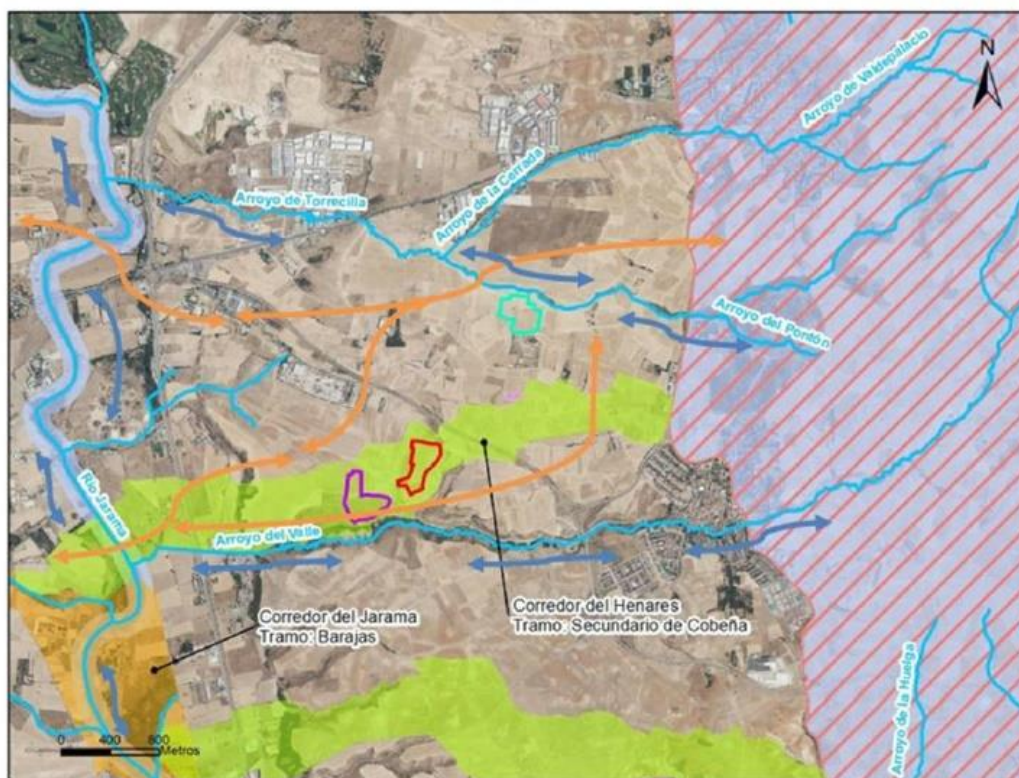 N
Arroyo de Valdepalacio
Arroyo de la Cerrada
Arroyo de Torrecilla
Arroyo del Pontón
Río Jarama
Arroyo del Valle
Corredor del Jarama
Tramo: Barajas
Corredor del Henares
Tramo: Secundario de Cobeña
Arroyo de la Huelga
0 400 800
Metros